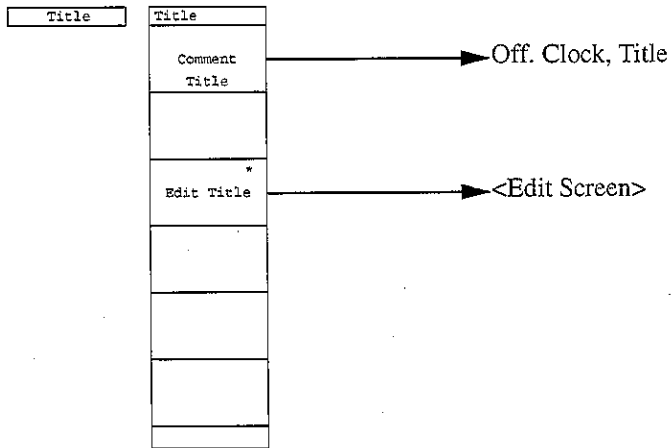 Title
Title
Comment
Title
Off. Clock, Title
*
Edit Title
<Edit Screen>